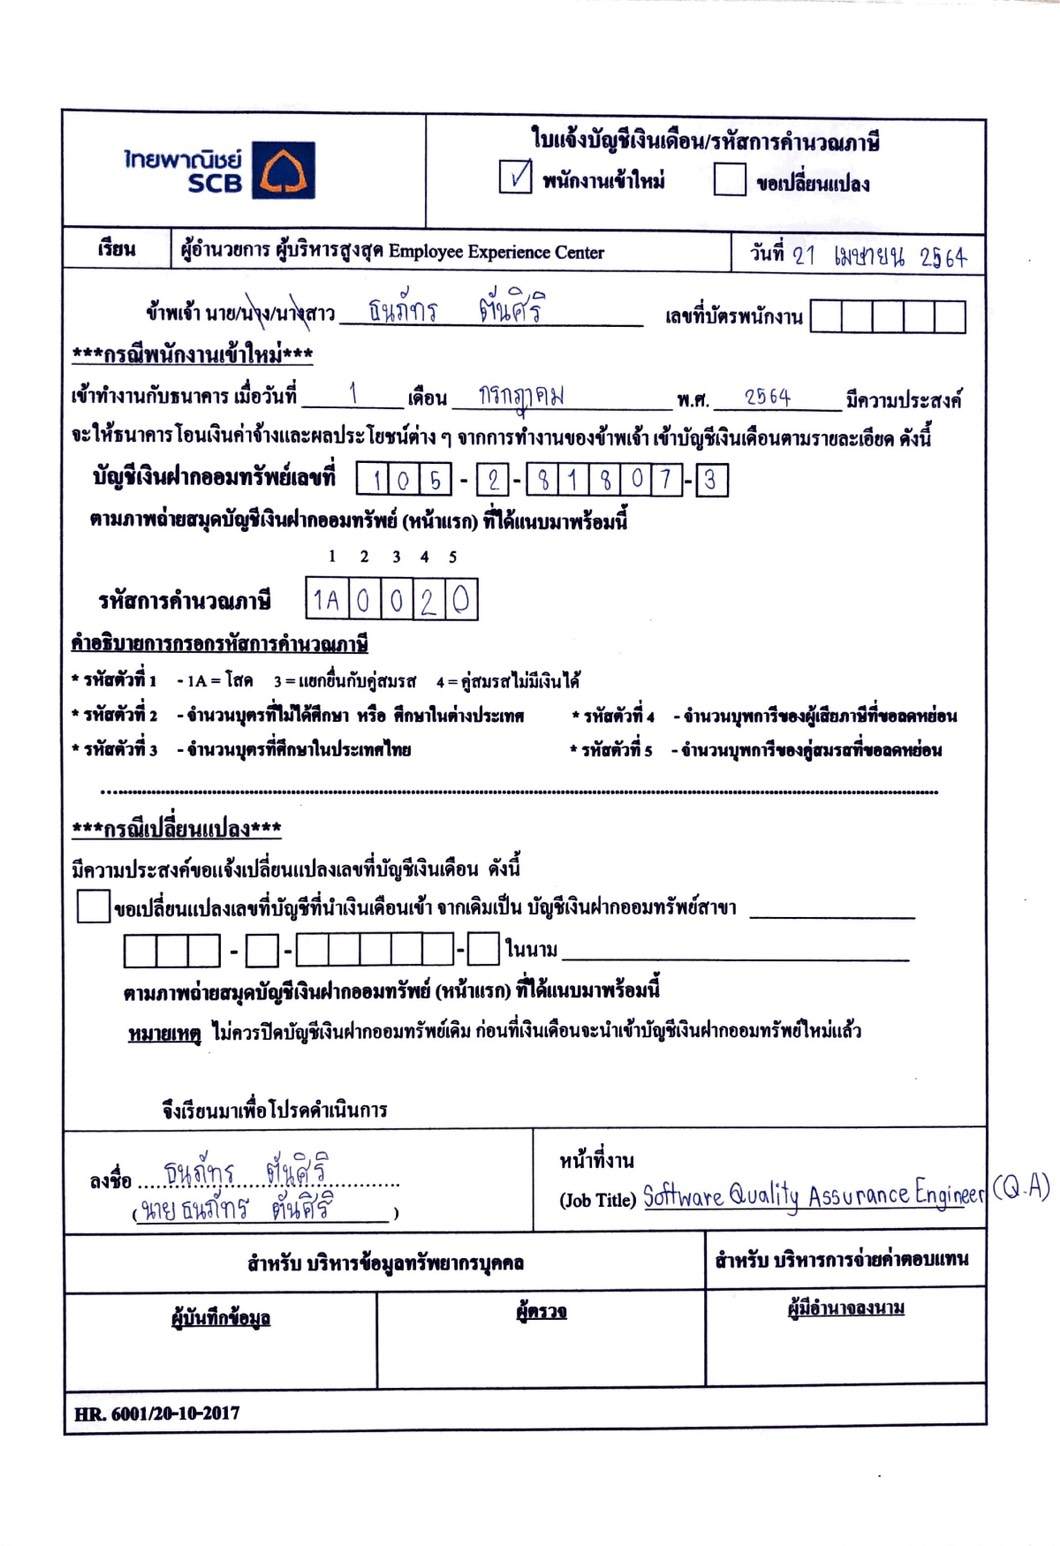 ไทยพาณิชย์
SCB
ใบแจ้งบัญชีเงินเดือน/รหัสการคำนวณภาษี
✓ พนักงานเข้าใหม่ ขอเปลี่ยนแปลง
เรียน ผู้อำนวยการ ผู้บริหารสูงสุด Employee Experience Center วันที่ 21 เมษายน 2564
ข้าพเจ้า นาย/นาง/นางสาว ธนภัทร ตันศิริ เลขที่บัตรพนักงาน
***กรณีพนักงานเข้าใหม่***
เข้าทำงานกับธนาคาร เมื่อวันที่ 1 เดือน กรกฎาคม พ.ศ. 2564 มีความประสงค์
จะให้ธนาคารโอนเงินค่าจ้างและผลประโยชน์ต่าง ๆ จากการทำงานของข้าพเจ้า เข้าบัญชีเงินเดือนตามรายละเอียด ดังนี้
บัญชีเงินฝากออมทรัพย์เลขที่ 105-2-81807-3
ตามภาพถ่ายสมุดบัญชีเงินฝากออมทรัพย์ (หน้าแรก) ที่ได้แนบมาพร้อมนี้
1 2 3 4 5
รหัสการคำนวณภาษี 1A 0 0 2 0
คำอธิบายการกรอกรหัสการคำนวณภาษี
* รหัสตัวที่ 1 - 1A = โสด 3 = แยกยื่นกับคู่สมรส 4 = คู่สมรสไม่มีเงินได้
* รหัสตัวที่ 2 - จำนวนบุตรที่ไม่ได้ศึกษา หรือ ศึกษาในต่างประเทศ * รหัสตัวที่ 4 - จำนวนบุพการีของผู้เสียภาษีที่ขอลดหย่อน
* รหัสตัวที่ 3 - จำนวนบุตรที่ศึกษาในประเทศไทย * รหัสตัวที่ 5 - จำนวนบุพการีของคู่สมรสที่ขอลดหย่อน
***กรณีเปลี่ยนแปลง***
มีความประสงค์ขอแจ้งเปลี่ยนแปลงเลขที่บัญชีเงินเดือน ดังนี้
ขอเปลี่ยนแปลงเลขที่บัญชีที่นำเงินเดือนเข้า จากเดิมเป็น บัญชีเงินฝากออมทรัพย์สาขา
- - - ในนาม
ตามภาพถ่ายสมุดบัญชีเงินฝากออมทรัพย์ (หน้าแรก) ที่ได้แนบมาพร้อมนี้
หมายเหตุ ไม่ควรปิดบัญชีเงินฝากออมทรัพย์เดิม ก่อนที่เงินเดือนจะนำเข้าบัญชีเงินฝากออมทรัพย์ใหม่แล้ว
จึงเรียนมาเพื่อโปรดดำเนินการ
ลงชื่อ ธนภัทร ตันศิริ
(นาย ธนภัทร ตันศิริ)
หน้าที่งาน
(Job Title) Software Quality Assurance Engineer (Q.A)
สำหรับ บริหารข้อมูลทรัพยากรบุคคล สำหรับ บริหารการจ่ายค่าตอบแทน
ผู้บันทึกข้อมูล ผู้ตรวจ ผู้มีอำนาจลงนาม
HR. 6001/20-10-2017